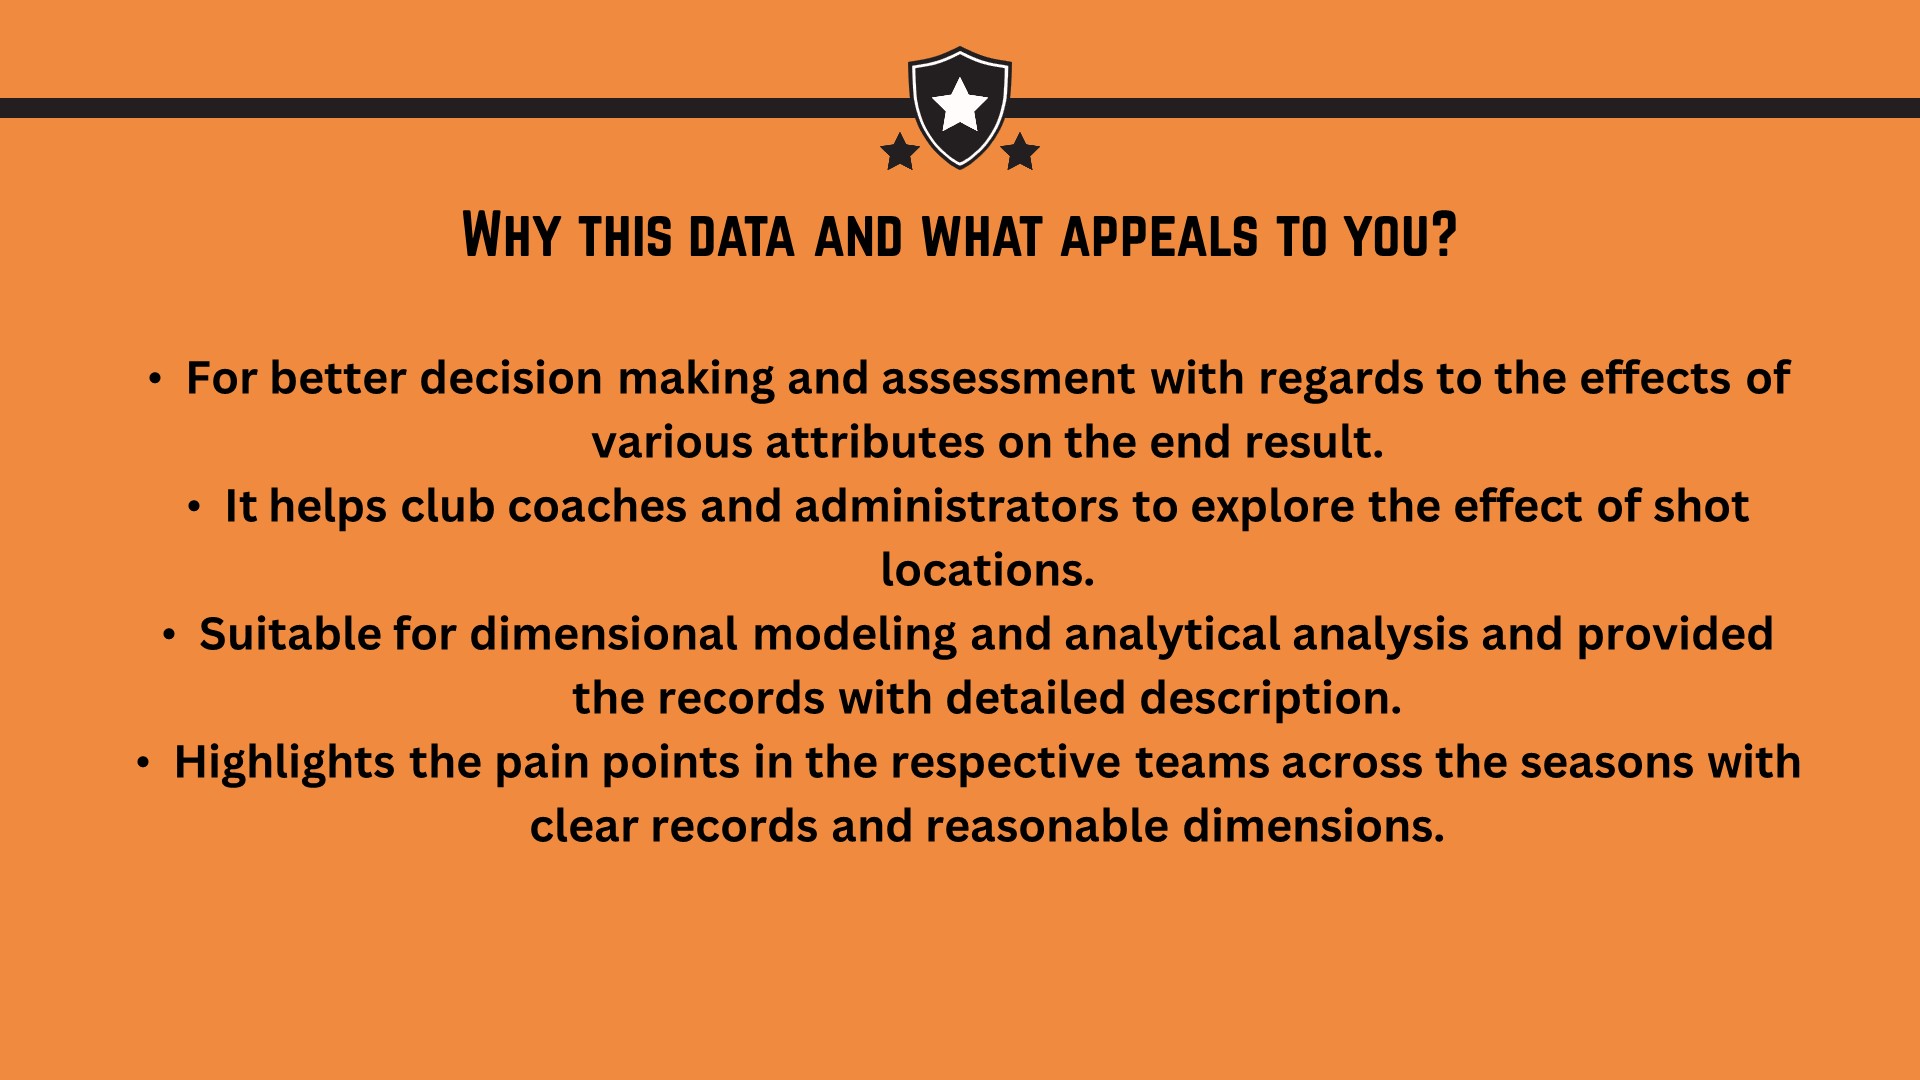 Why this data and what appeals to you?
• For better decision making and assessment with regards to the effects of
various attributes on the end result.
• It helps club coaches and administrators to explore the effect of shot
locations.
• Suitable for dimensional modeling and analytical analysis and provided
the records with detailed description.
• Highlights the pain points in the respective teams across the seasons with
clear records and reasonable dimensions.